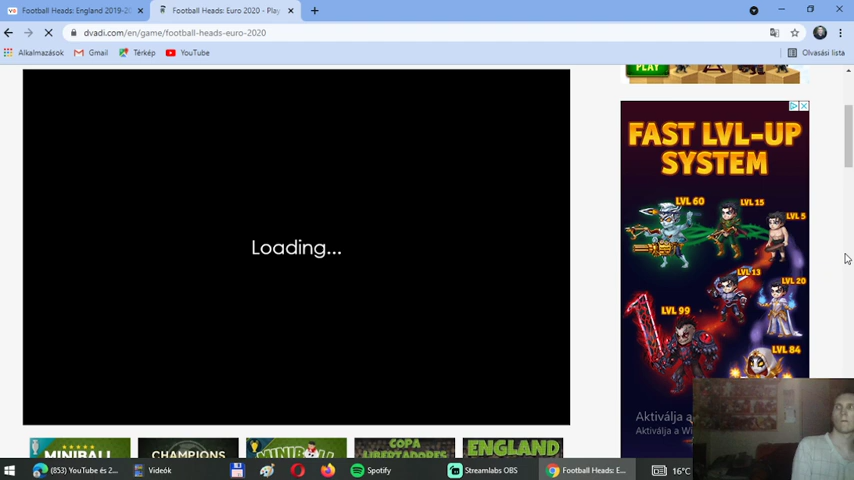 Football Heads: England 2019-2
Football Heads: Euro 2020 - Play
dvadi.com/en/game/football-heads-euro-2020
Alkalmazások
Gmail
Térkép
YouTube
Olvasási lista
PLAY
FAST LVL-UP
SYSTEM
LVL 60
LVL 15
LVL 5
LVL 13
LVL 20
LVL 99
LVL 84
Loading...
Aktiválja a
Aktiválja a Wi
MINIBALL
CHAMPIONS
COPA
LIBERTADORES
ENGLAND
(853) YouTube és 2...
Videók
Spotify
Streamlabs OBS
Football Heads: E...
16°C